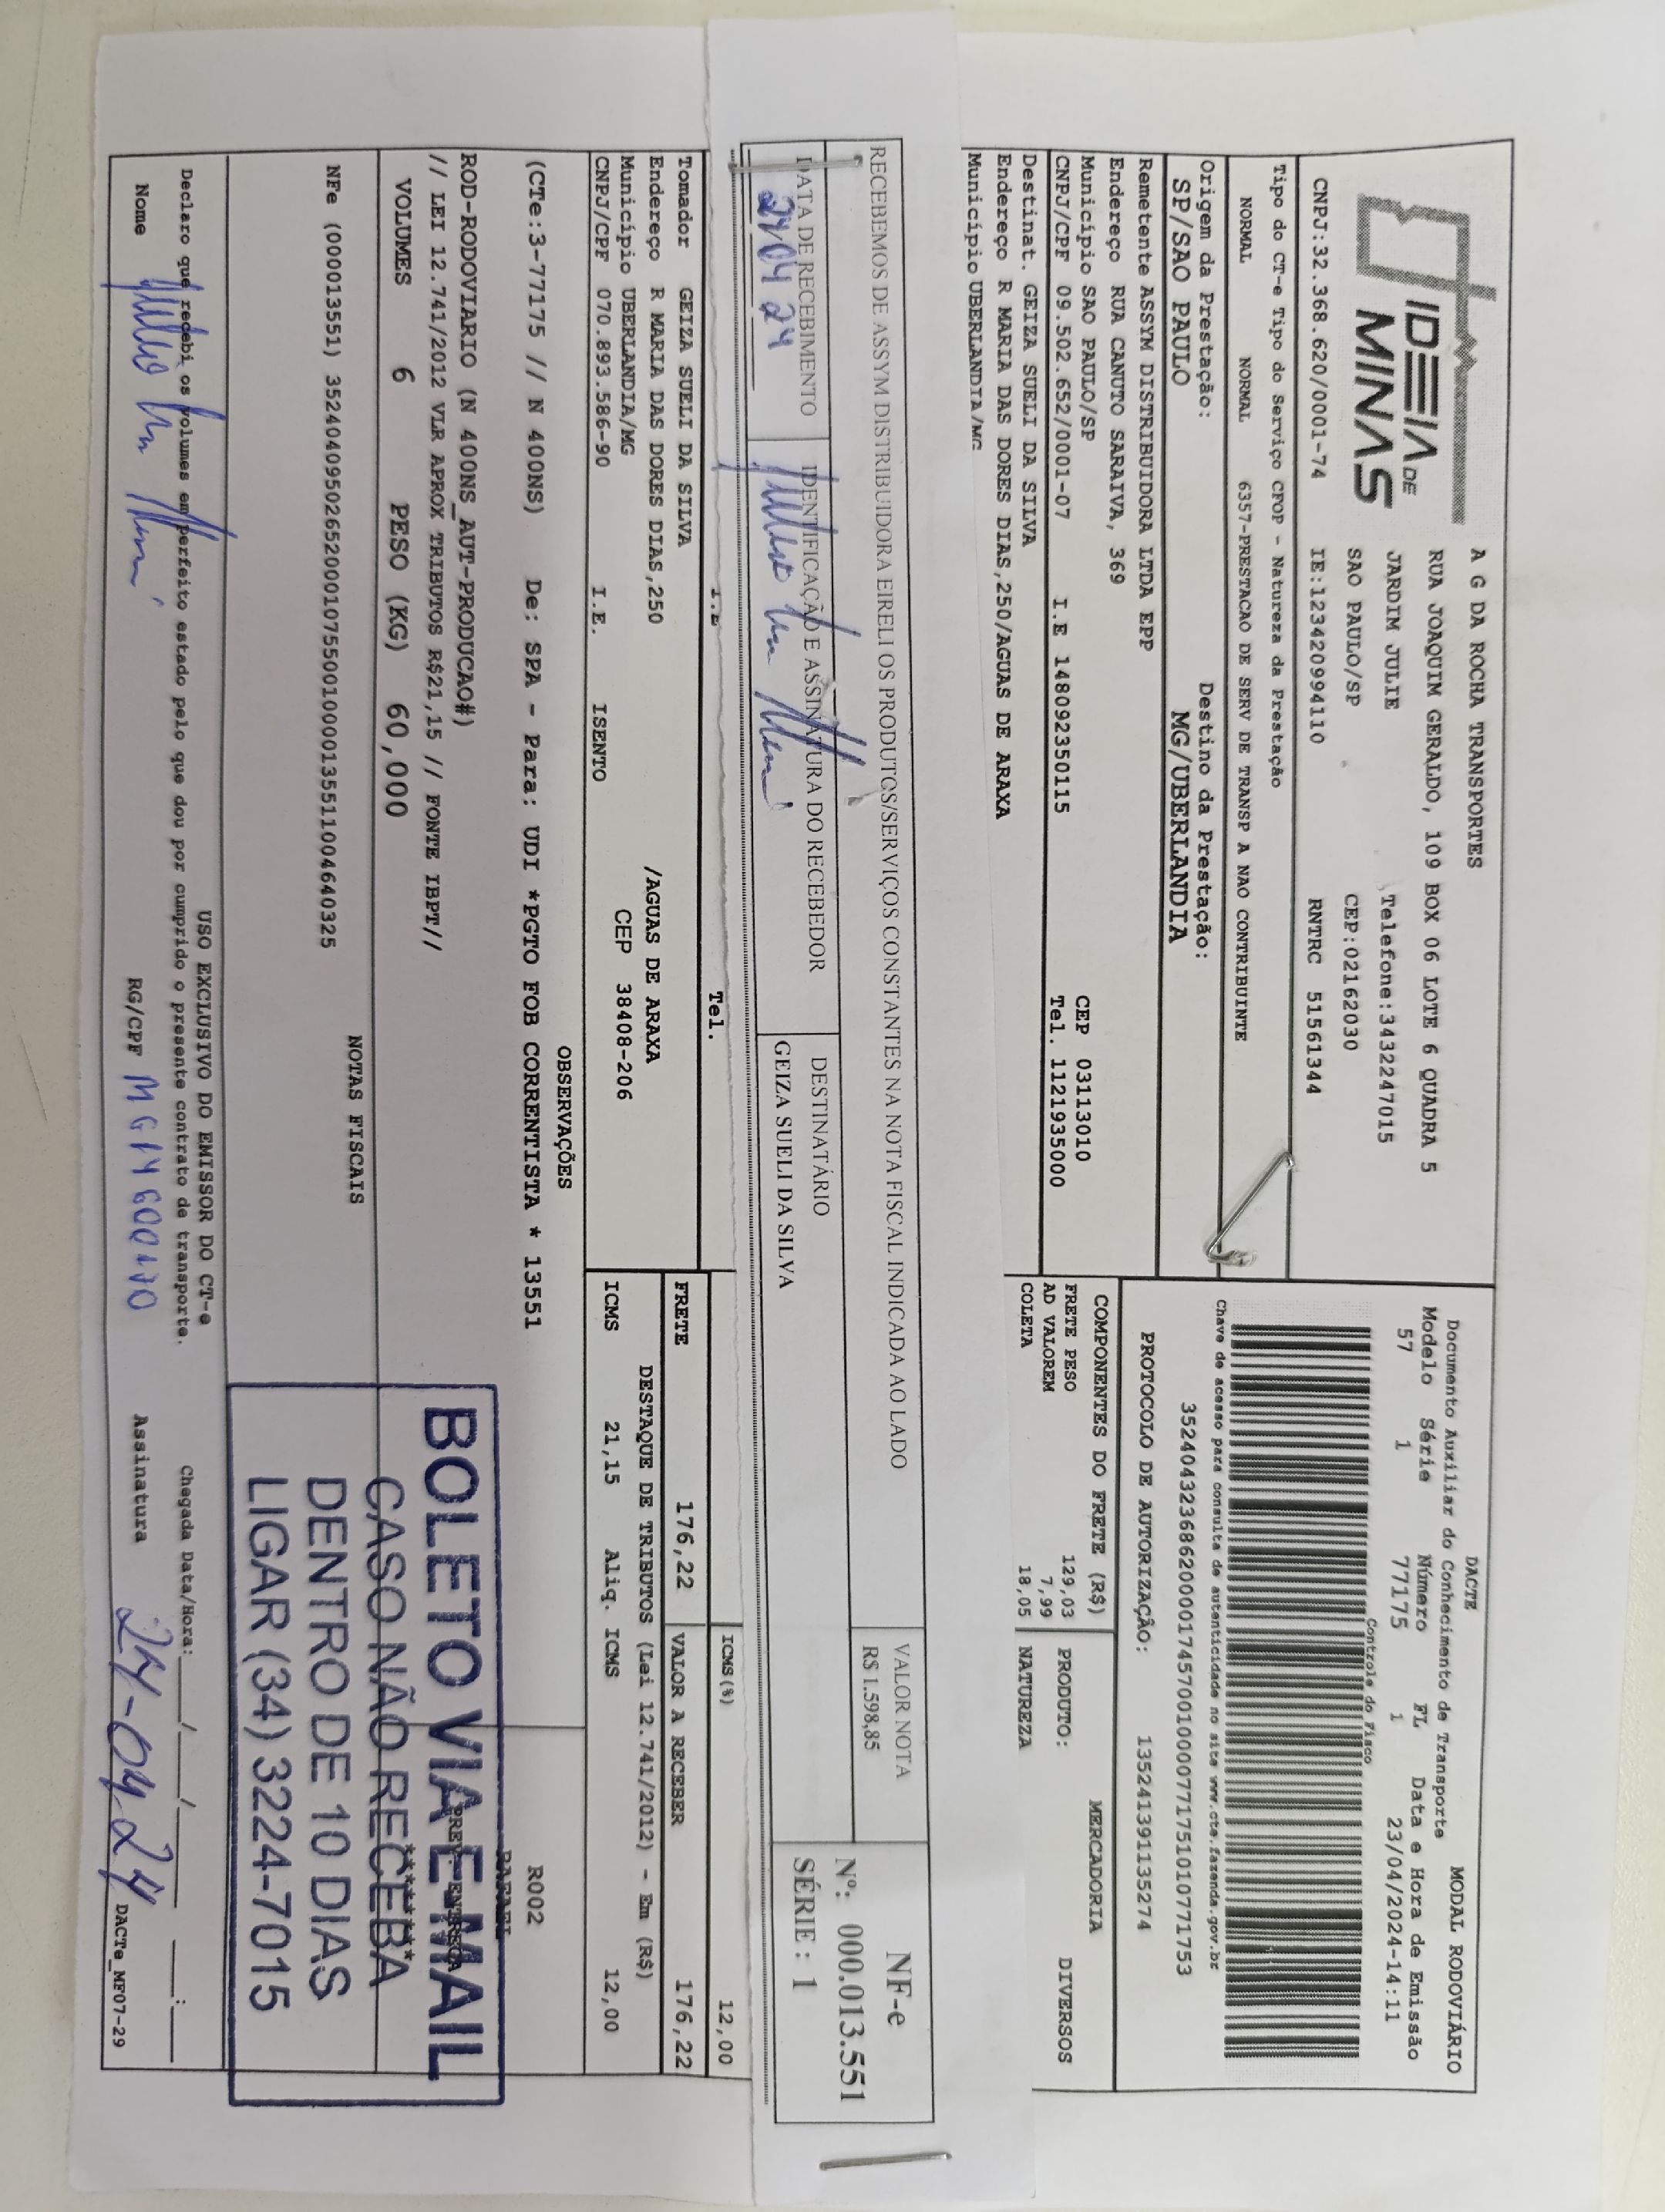 IDEIA DE
MINAS
A G DA ROCHA TRANSPORTES
RUA JOAQUIM GERALDO, 109 BOX 06 LOTE 6 QUADRA 5
JARDIM JULIE Telefone:3432247015
SAO PAULO/SP CEP:02162030
CNPJ:32.368.620/0001-74 IE:123420994110 RNTRC 51561344
DACTE MODAL RODOVIÁRIO
Documento Auxiliar do Conhecimento de Transporte
Modelo Série Número FL Data e Hora de Emissão
57 1 77175 1 23/04/2024-14:11
Controle do Fisco
Chave de acesso para consulta de autenticidade no site www.cte.fazenda.gov.br
35240432368620000174570010000771751010771753
PROTOCOLO DE AUTORIZAÇÃO: 135241391135274
Tipo do CT-e Tipo do Serviço CFOP - Natureza da Prestação
NORMAL NORMAL 6357-PRESTACAO DE SERV DE TRANSP A NAO CONTRIBUINTE
Origem da Prestação: Destino da Prestação:
SP/SAO PAULO MG/UBERLANDIA
Remetente ASSYM DISTRIBUIDORA LTDA EPP
Endereço RUA CANUTO SARAIVA, 369
Município SAO PAULO/SP CEP 03113010
CNPJ/CPF 09.502.652/0001-07 I.E 148092350115 Tel. 1121935000
Destinat. GEIZA SUELI DA SILVA
Endereço R MARIA DAS DORES DIAS,250/AGUAS DE ARAXA
Município UBERLANDIA/MG
COMPONENTES DO FRETE (R$) MERCADORIA
FRETE PESO 129,03 PRODUTO: DIVERSOS
AD VALOREM 7,99
COLETA 18,05 NATUREZA
RECEBEMOS DE ASSYM DISTRIBUIDORA EIRELI OS PRODUTOS/SERVIÇOS CONSTANTES NA NOTA FISCAL INDICADA AO LADO
VALOR NOTA
R$ 1.598,85
NF-e
Nº: 000.013.551
SÉRIE : 1
DATA DE RECEBIMENTO IDENTIFICAÇÃO E ASSINATURA DO RECEBEDOR DESTINATÁRIO
24 04 24 GEIZA SUELI DA SILVA
I.E Tel.
ICMS(%) 12,00
Tomador GEIZA SUELI DA SILVA
Endereço R MARIA DAS DORES DIAS,250 /AGUAS DE ARAXA
Município UBERLANDIA/MG CEP 38408-206
CNPJ/CPF 070.893.586-90 I.E. ISENTO
FRETE 176,22 VALOR A RECEBER 176,22
DESTAQUE DE TRIBUTOS (Lei 12.741/2012) - Em (R$)
ICMS 21,15 Aliq. ICMS 12,00
OBSERVAÇÕES
(CTe:3-77175 // N 400NS) De: SPA - Para: UDI *PGTO FOB CORRENTISTA * 13551
R002
RAFAEL
ROD-RODOVIARIO (N 400NS_AUT-PRODUCAO#)
// LEI 12.741/2012 VLR APROX TRIBUTOS R$21,15 // FONTE IBPT//
PREV. ENTREGA
VOLUMES 6 PESO (KG) 60,000
********
BOLETO VIA E-MAIL
CASO NÃO RECEBA
DENTRO DE 10 DIAS
LIGAR (34) 3224-7015
NOTAS FISCAIS
NFe (000013551) 35240409502652000107550010000135511004640325
USO EXCLUSIVO DO EMISSOR DO CT-e
Declaro que recebi os volumes em perfeito estado pelo que dou por cumprido o presente contrato de transporte. Chegada Data/Hora:____/____/______ ____:____
Nome RG/CPF Assinatura 24-04-24
DACTe_MF07-29